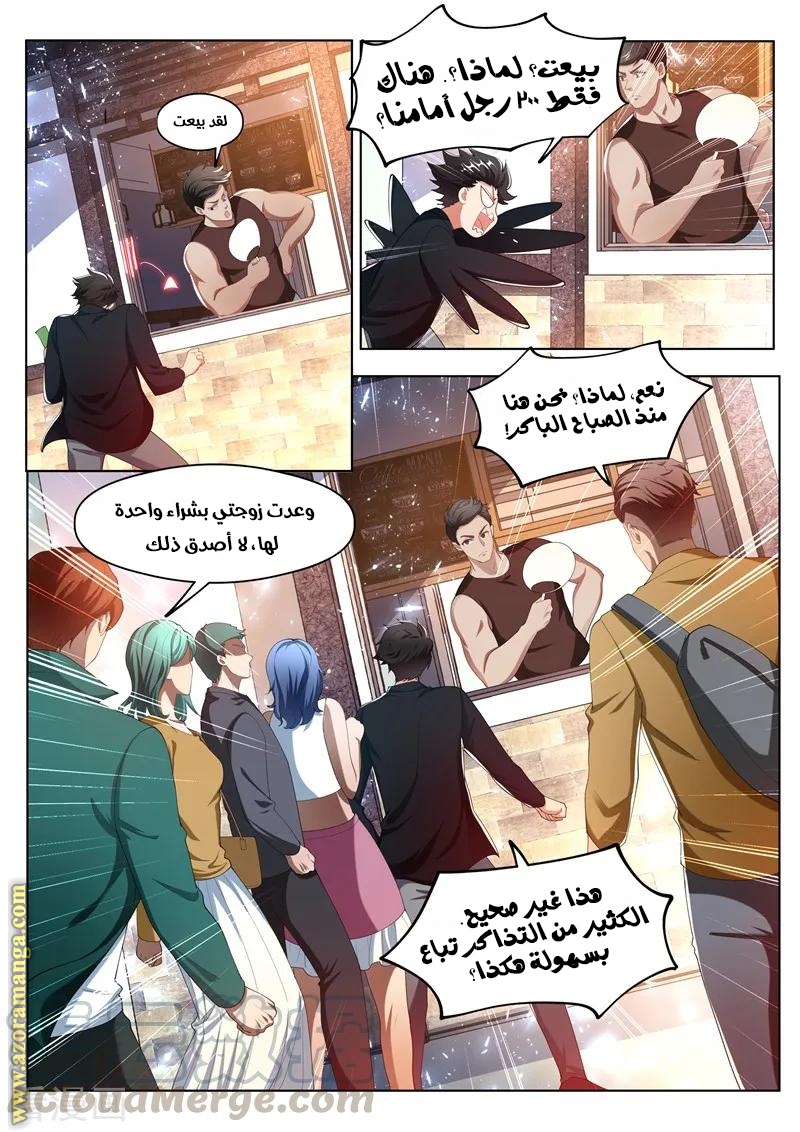 بيعت؟ لماذا؟. هناك
فقط ٢٠٠ رجل أمامنا؟
لقد بيعت
نعم، لماذا؟ نحن هنا
منذ الصباح الباكر!
وعدت زوجتي بشراء واحدة
لها، لا أصدق ذلك
هذا غير صحيح.
الكثير من التذاكر تباع
بسهولة هكذا؟
www.azoramanga.com
CloudMerge.com